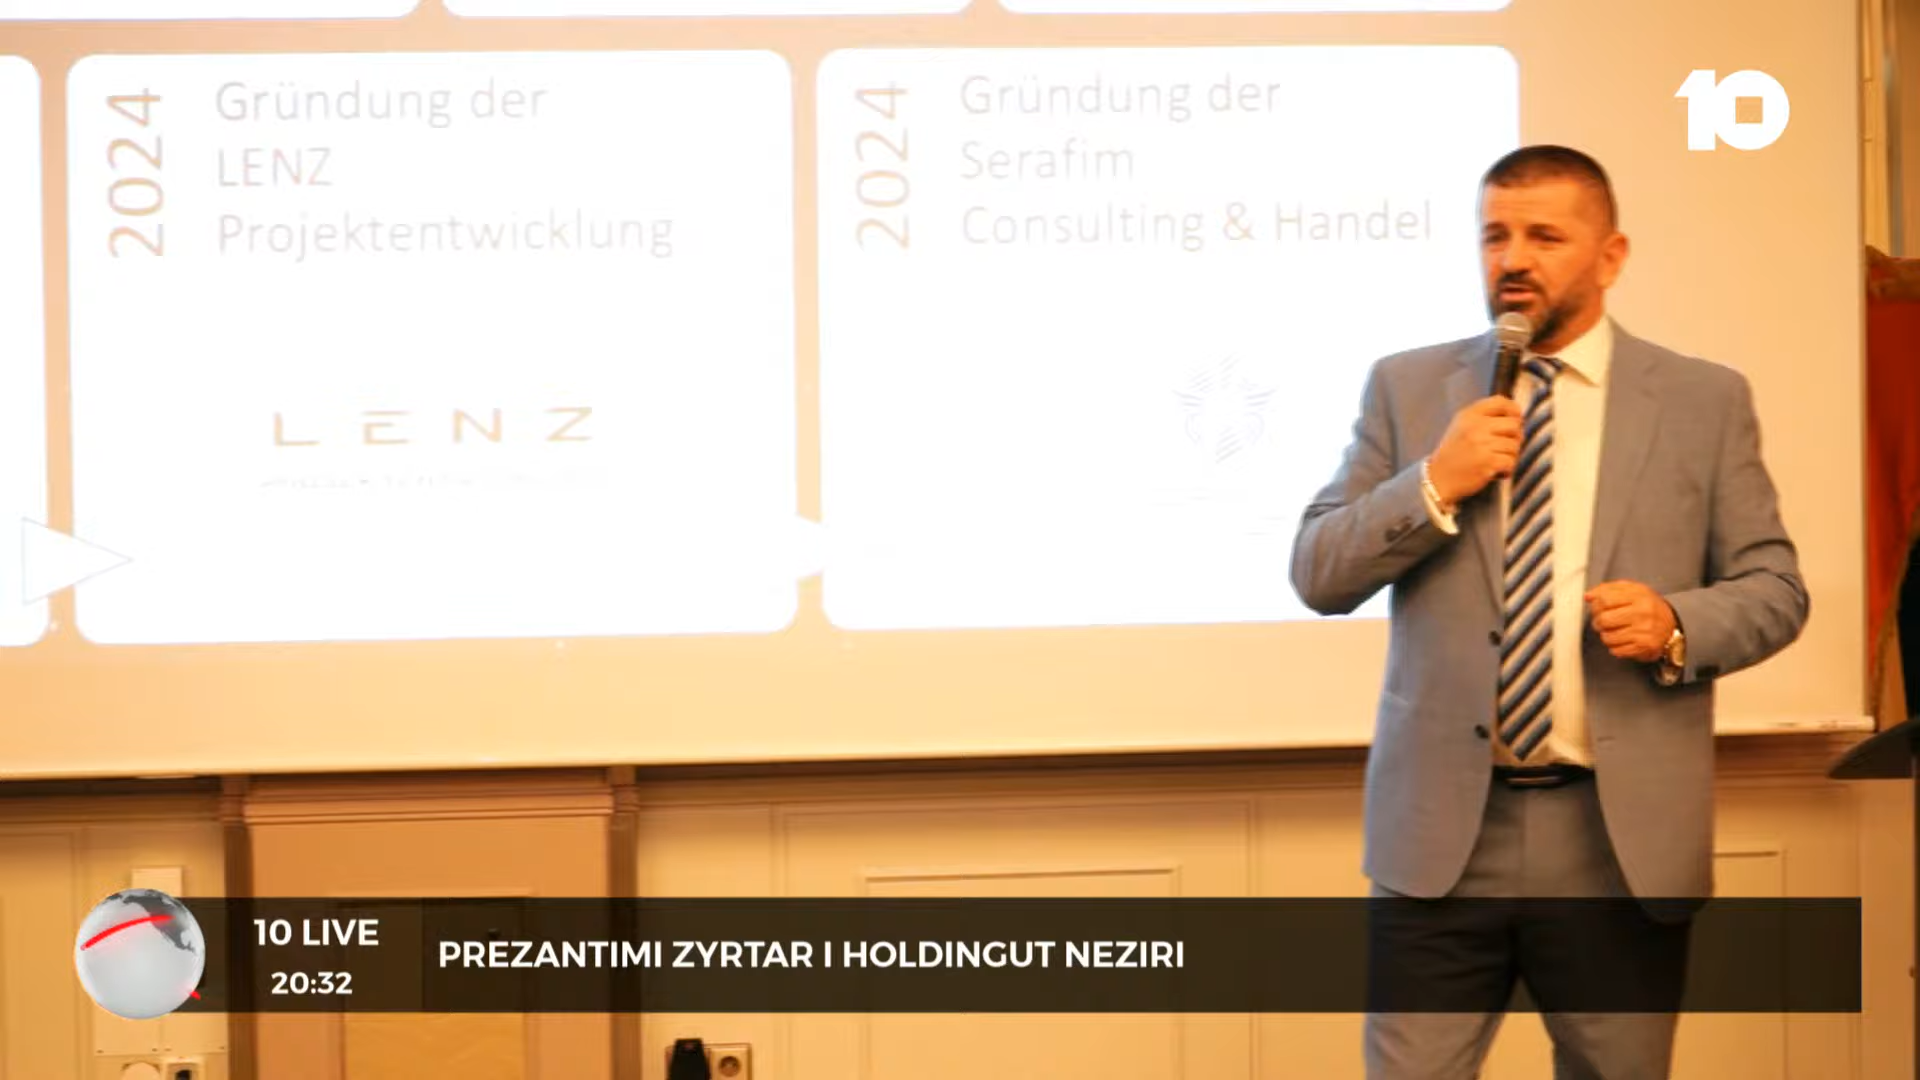 2024
Gründung der
LENZ
Projektentwicklung
LENZ
2024
Gründung der
Serafim
Consulting & Handel
10
10 LIVE
20:32
PREZANTIMI ZYRTAR I HOLDINGUT NEZIRI